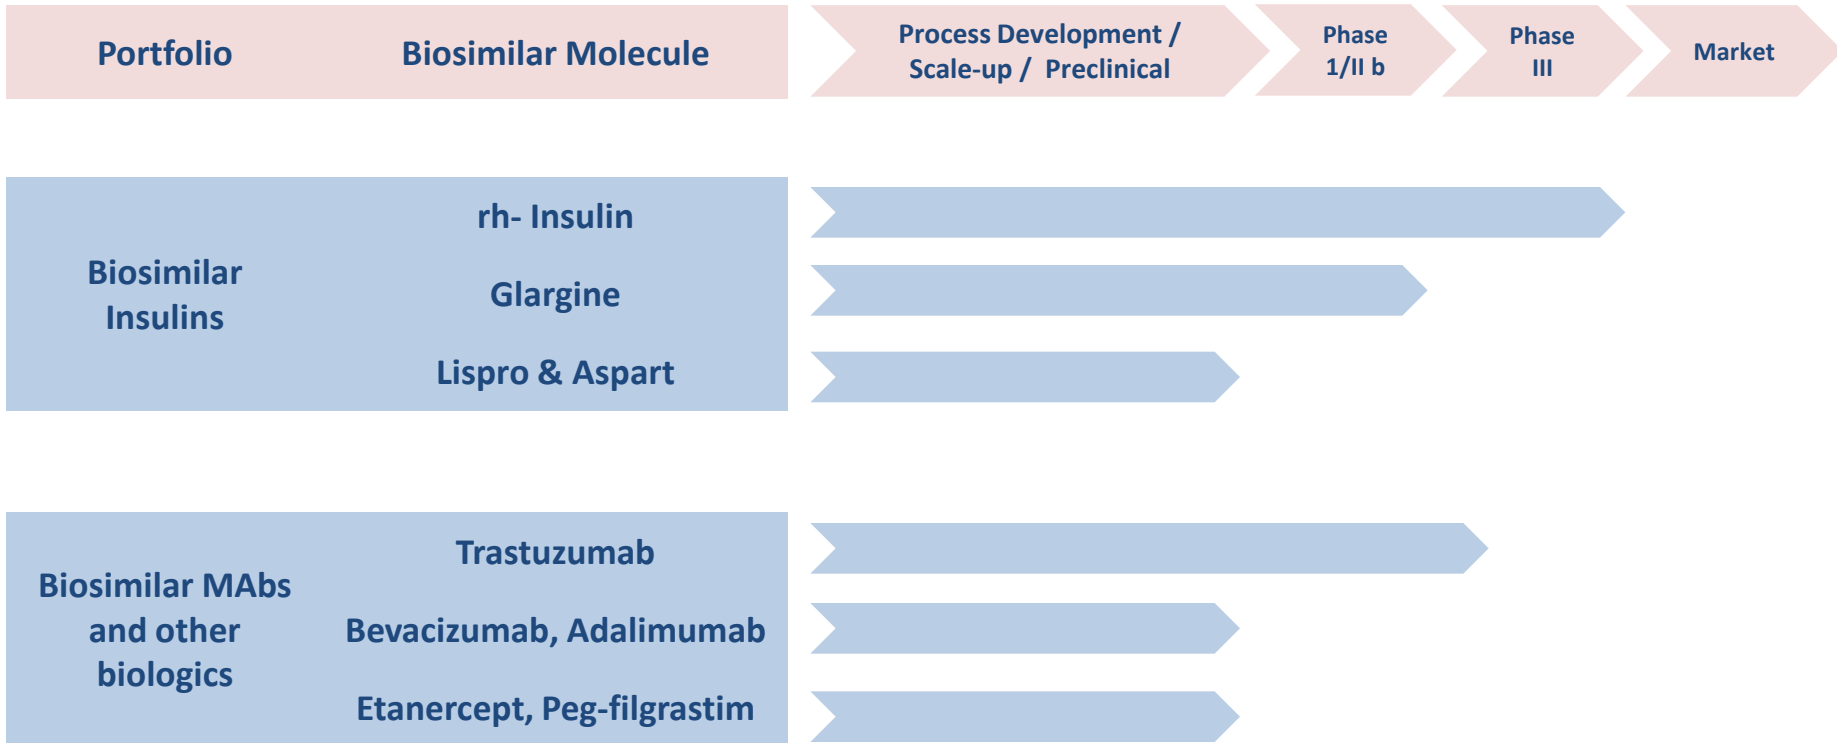 Portfolio
Biosimilar Molecule
Process Development /
Scale-up / Preclinical
Phase
1/II b
Phase
III
Market
Biosimilar
Insulins
rh- Insulin
Glargine
Lispro & Aspart
Biosimilar MAbs
and other
biologics
Trastuzumab
Bevacizumab, Adalimumab
Etanercept, Peg-filgrastim